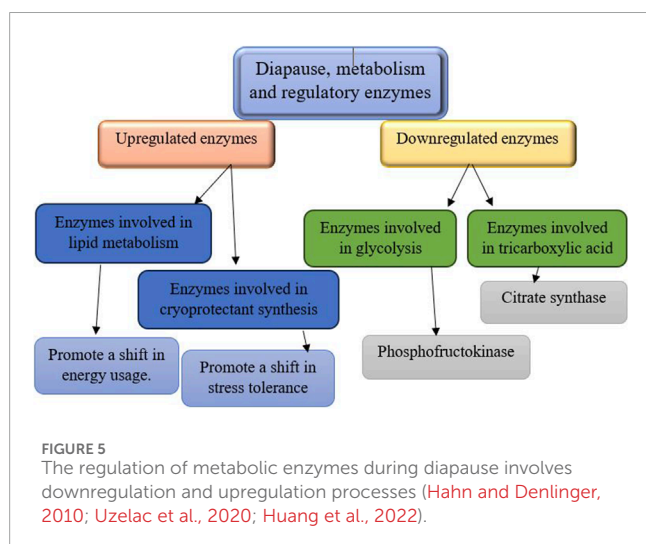 Diapause, metabolism
and regulatory enzymes
Upregulated enzymes
Downregulated enzymes
Enzymes involved in
lipid metabolism
Enzymes involved
in glycolysis
Enzymes involved
in tricarboxylic acid
Enzymes involved in
cryoprotectant synthesis
Citrate synthase
Promote a shift in
energy usage.
Promote a shift in
stress tolerance
Phosphofructokinase
FIGURE 5
The regulation of metabolic enzymes during diapause involves
downregulation and upregulation processes (Hahn and Denlinger,
2010; Uzelac et al., 2020; Huang et al., 2022).